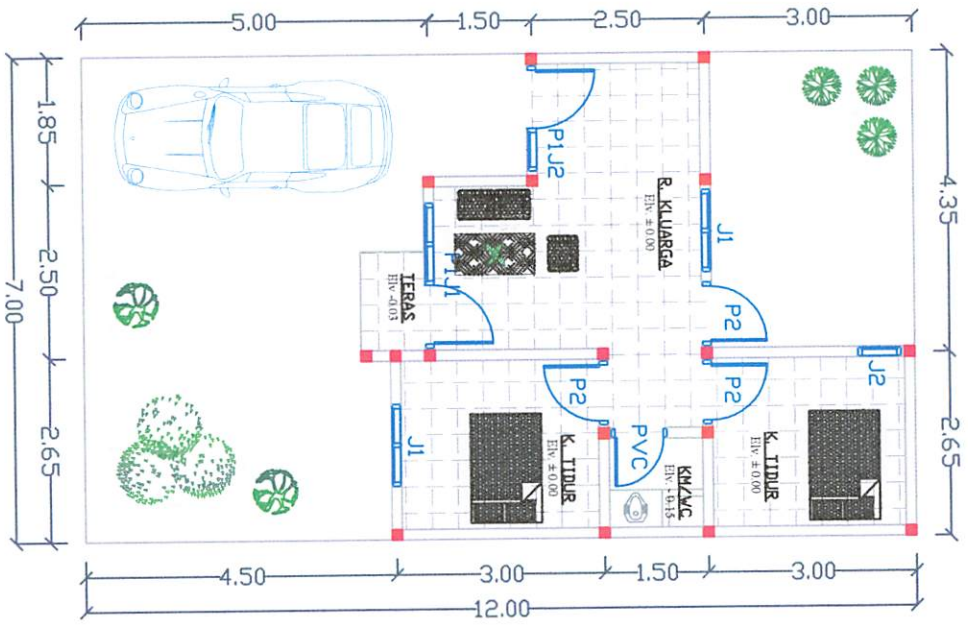 5.00
1.50
2.50
3.00
1.85
2.50
2.65
7.00
4.35
2.65
P1J2
R. KLUARGA
Elv. ± 0.00
J1
P1J1
TERAS
Elv -0.03
P2
P2
P2
J2
J1
K. TIDUR
Elv. ± 0.00
PVC
KM/WC
K. TIDUR
Elv. ± 0.00
4.50
3.00
1.50
3.00
12.00